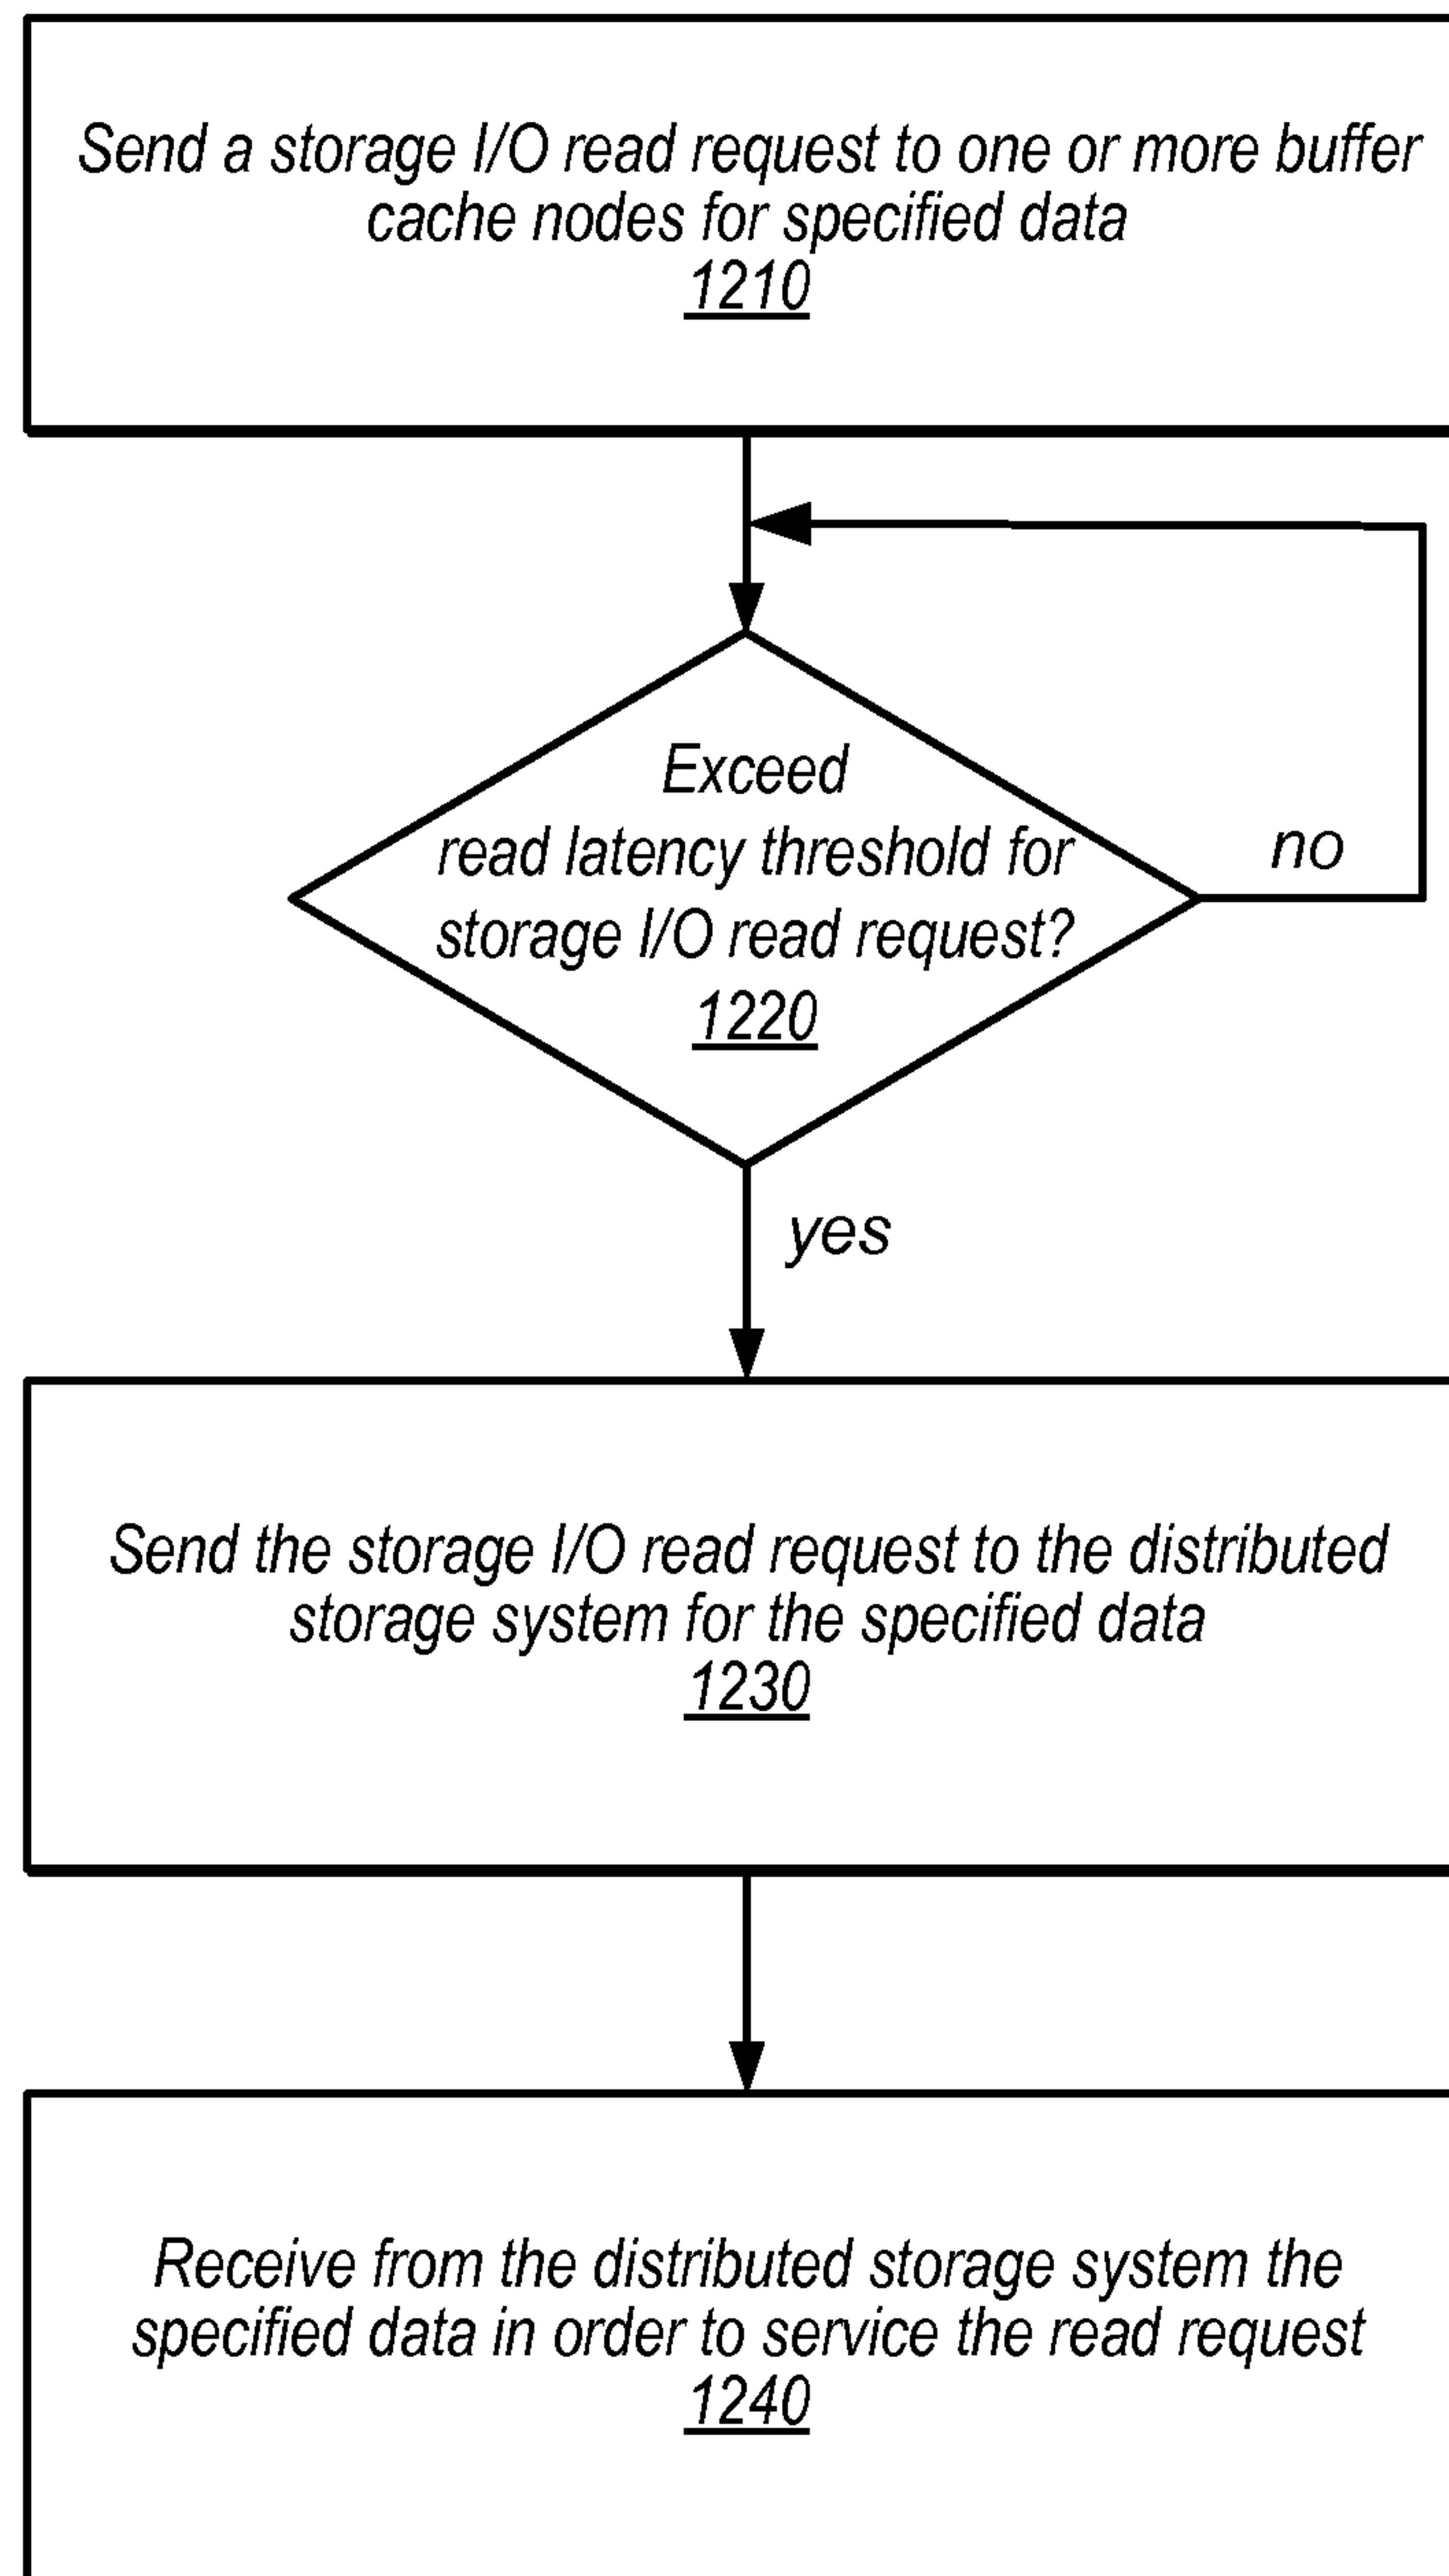 Send a storage I/O read request to one or more buffer
cache nodes for specified data
1210
Exceed
read latency threshold for
storage I/O read request?
1220
no
yes
Send the storage I/O read request to the distributed
storage system for the specified data
1230
Receive from the distributed storage system the
specified data in order to service the read request
1240